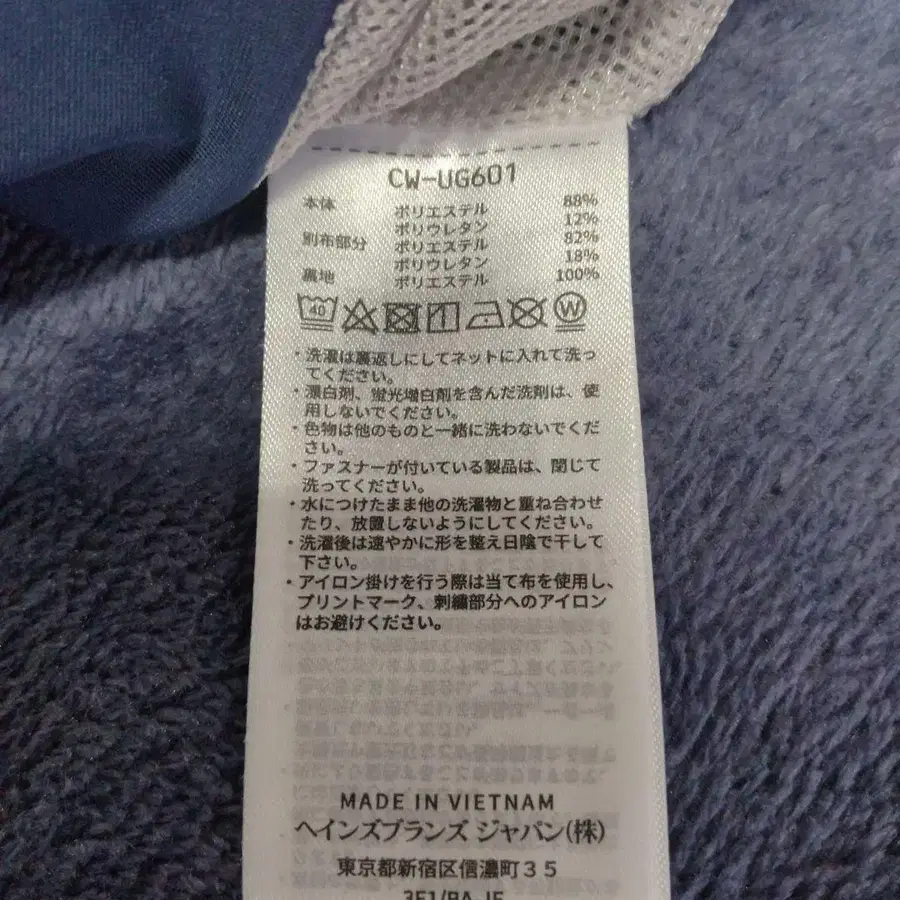 CW-UG601
本体 ポリエステル 88%
ポリウレタン 12%
別布部分 ポリエステル 82%
ポリウレタン 18%
裏地 ポリエステル 100%
40 W
・洗濯は裏返しにしてネットに入れて洗っ
てください。
・漂白剤、蛍光増白剤を含んだ洗剤は、使
用しないでください。
・色物は他のものと一緒に洗わないでくだ
さい。
・ファスナーが付いている製品は、閉じて
洗ってください。
・水につけたまま他の洗濯物と重ね合わせ
たり、放置しないようにしてください。
・洗濯後は速やかに形を整え日陰で干して
下さい。
・アイロン掛けを行う際は当て布を使用し、
プリントマーク、刺繍部分へのアイロン
はお避けください。
MADE IN VIETNAM
ヘインズブランズ ジャパン(株)
東京都新宿区信濃町35